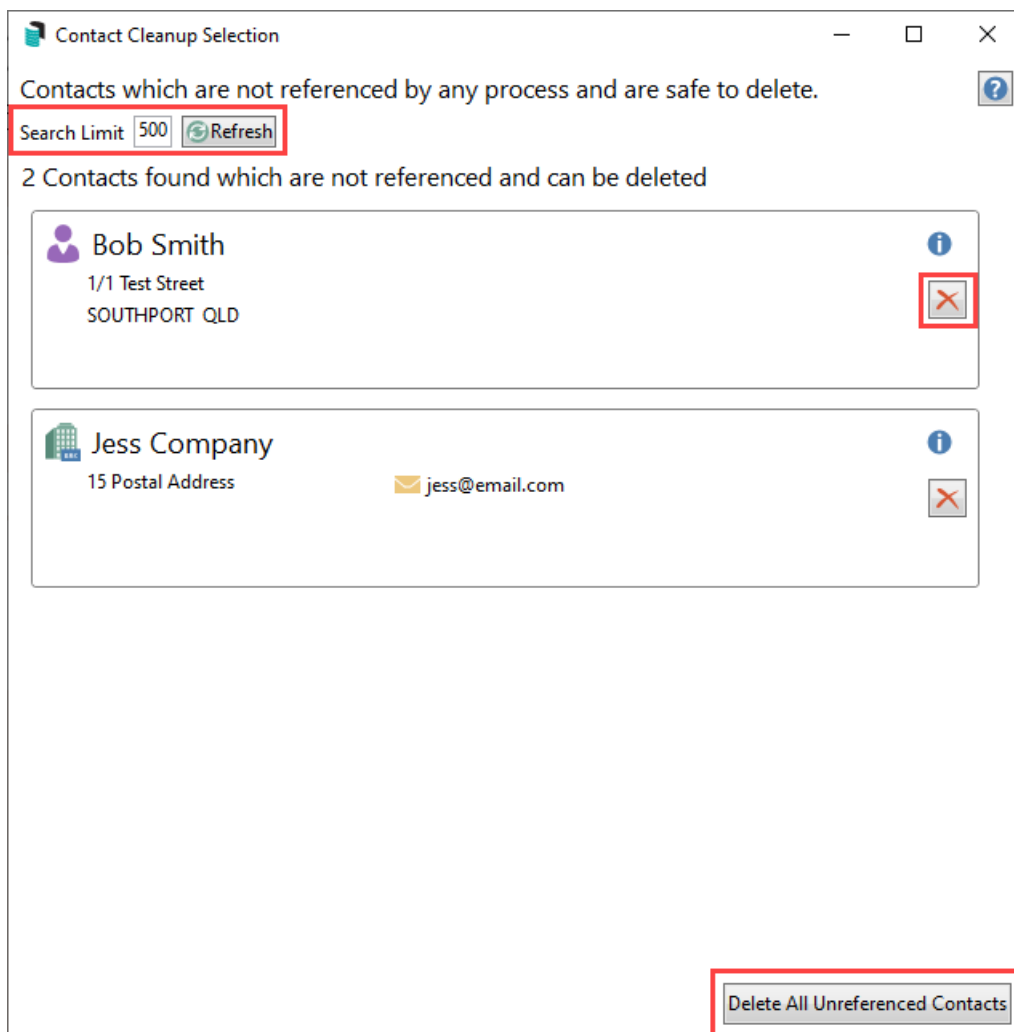 Contact Cleanup Selection
Contacts which are not referenced by any process and are safe to delete.
Search Limit 500 Refresh
2 Contacts found which are not referenced and can be deleted
Bob Smith
1/1 Test Street
SOUTHPORT QLD
Jess Company
15 Postal Address jess@email.com
Delete All Unreferenced Contacts